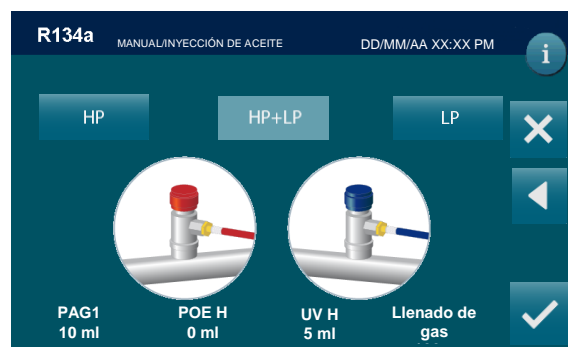 R134a
MANUAL/INYECCIÓN DE ACEITE
DD/MM/AA XX:XX PM
i
HP
HP+LP
LP
PAG1
10 ml
POE H
0 ml
UV H
5 ml
Llenado de
gas